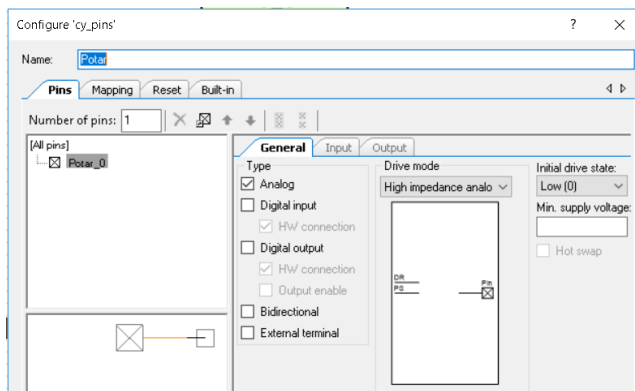 Configure 'cy_pins'
?
Name:
Potar
Pins
Mapping
Reset
Built-in
Number of pins:
1
[All pins]
Potar_0
General
Input
Output
Type
Analog
Digital input
HW connection
Digital output
HW connection
Output enable
Bidirectional
External terminal
Drive mode
High impedance analo
DR
PS
Pin
Initial drive state:
Low (0)
Min. supply voltage:
Hot swap